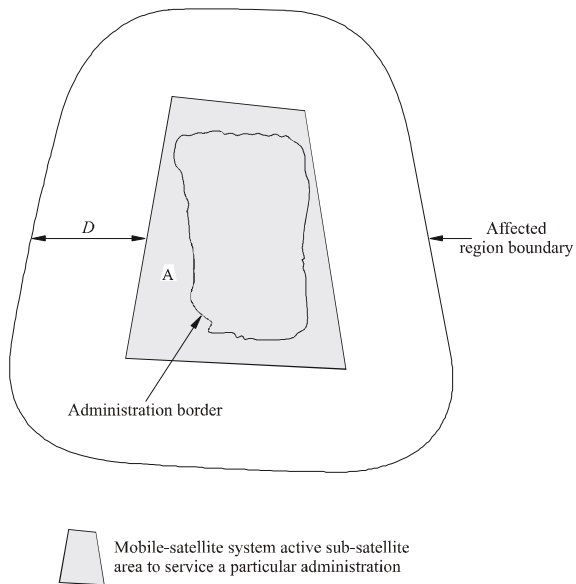 D
Affected
region boundary
A
Administration border
Mobile-satellite system active sub-satellite
area to service a particular administration